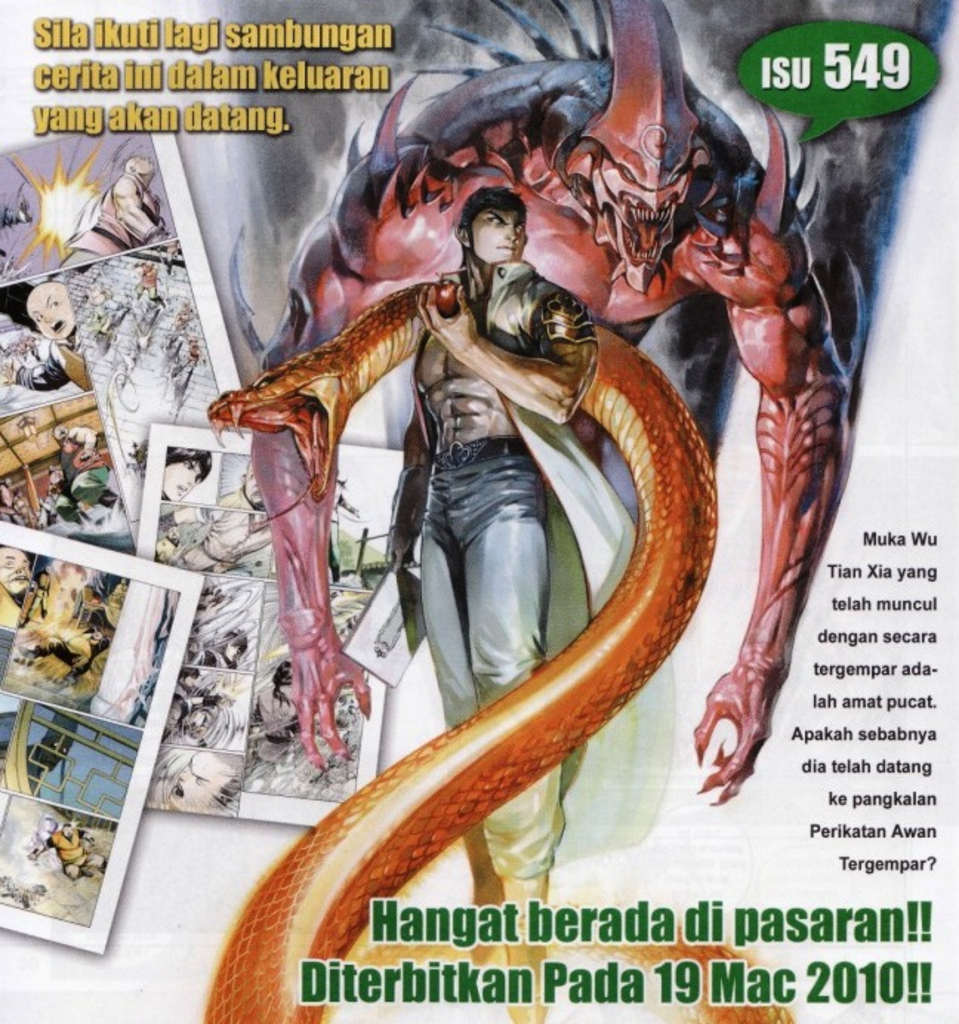 Sila ikuti lagi sambungan
cerita ini dalam keluaran
yang akan datang.
ISU 549
Muka Wu
Tian Xia yang
telah muncul
dengan secara
tergempar ada-
lah amat pucat.
Apakah sebabnya
dia telah datang
ke pangkalan
Perikatan Awan
Tergempar?
Hangat berada di pasaran!!
Diterbitkan Pada 19 Mac 2010!!